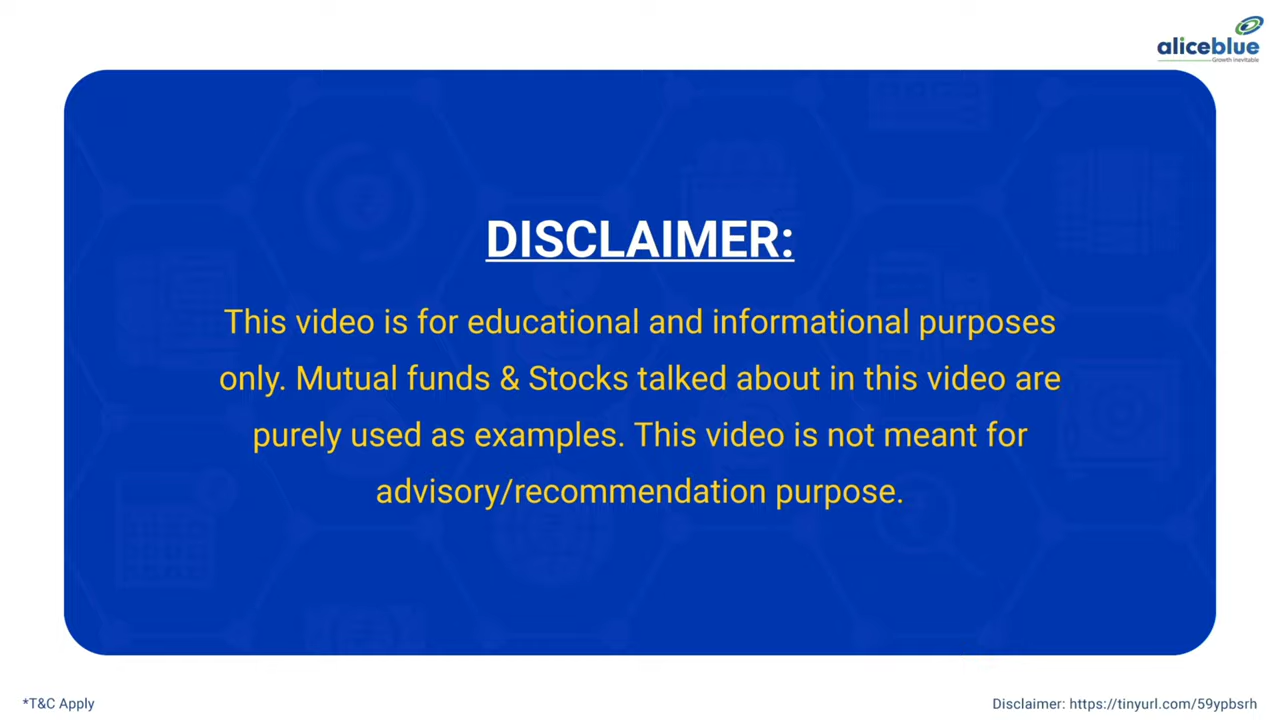 aliceblue
Growth inevitable
DISCLAIMER:
This video is for educational and informational purposes
only. Mutual funds & Stocks talked about in this video are
purely used as examples. This video is not meant for
advisory/recommendation purpose.
*T&C Apply
Disclaimer: https://tinyurl.com/59ypbsrh